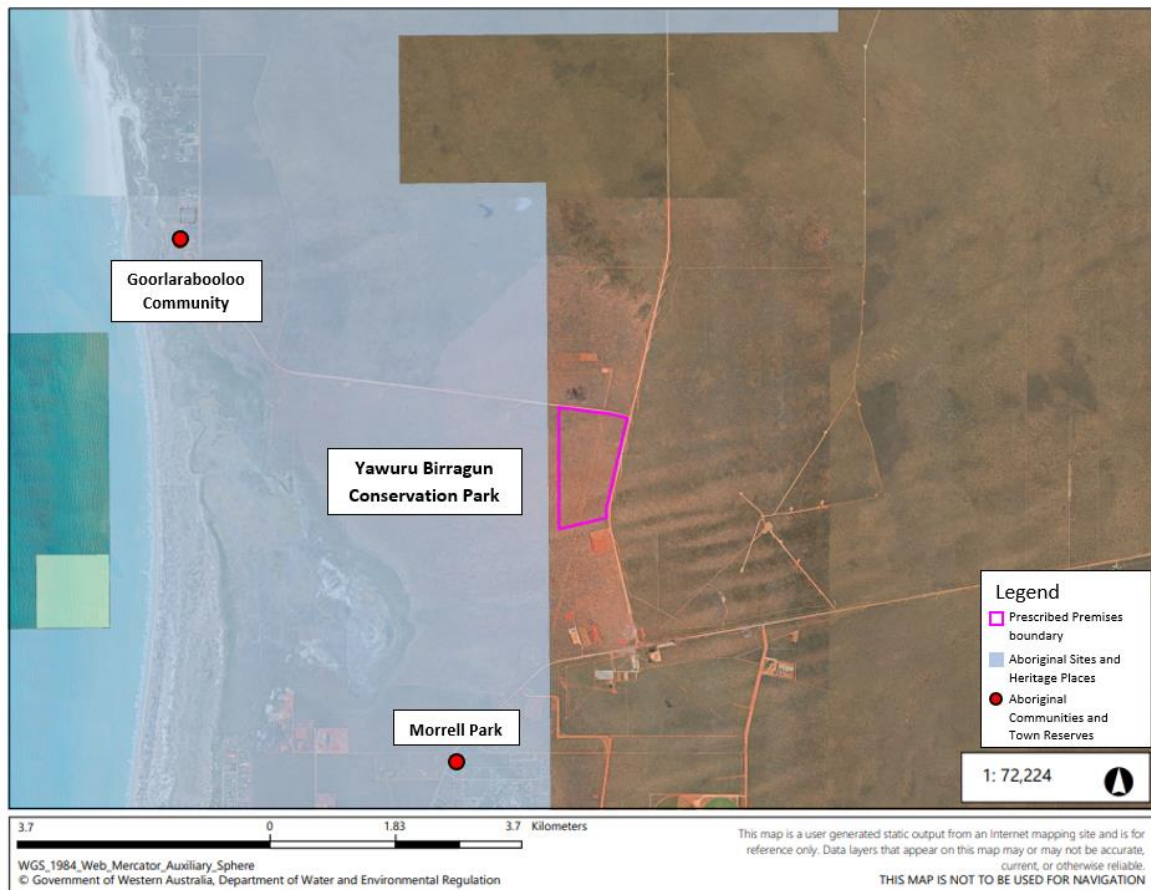 Goorlarabooloo
Community
Yawuru Birragun
Conservation Park
Morrell Park
Legend
Prescribed Premises
boundary
Aboriginal Sites and
Heritage Places
Aboriginal
Communities and
Town Reserves
1: 72,224
3.7 0 1.83 3.7 Kilometers
WGS_1984_Web_Mercator_Auxiliary_Sphere
© Government of Western Australia, Department of Water and Environmental Regulation
This map is a user generated static output from an Internet mapping site and is for
reference only. Data layers that appear on this map may or may not be accurate,
current, or otherwise reliable.
THIS MAP IS NOT TO BE USED FOR NAVIGATION